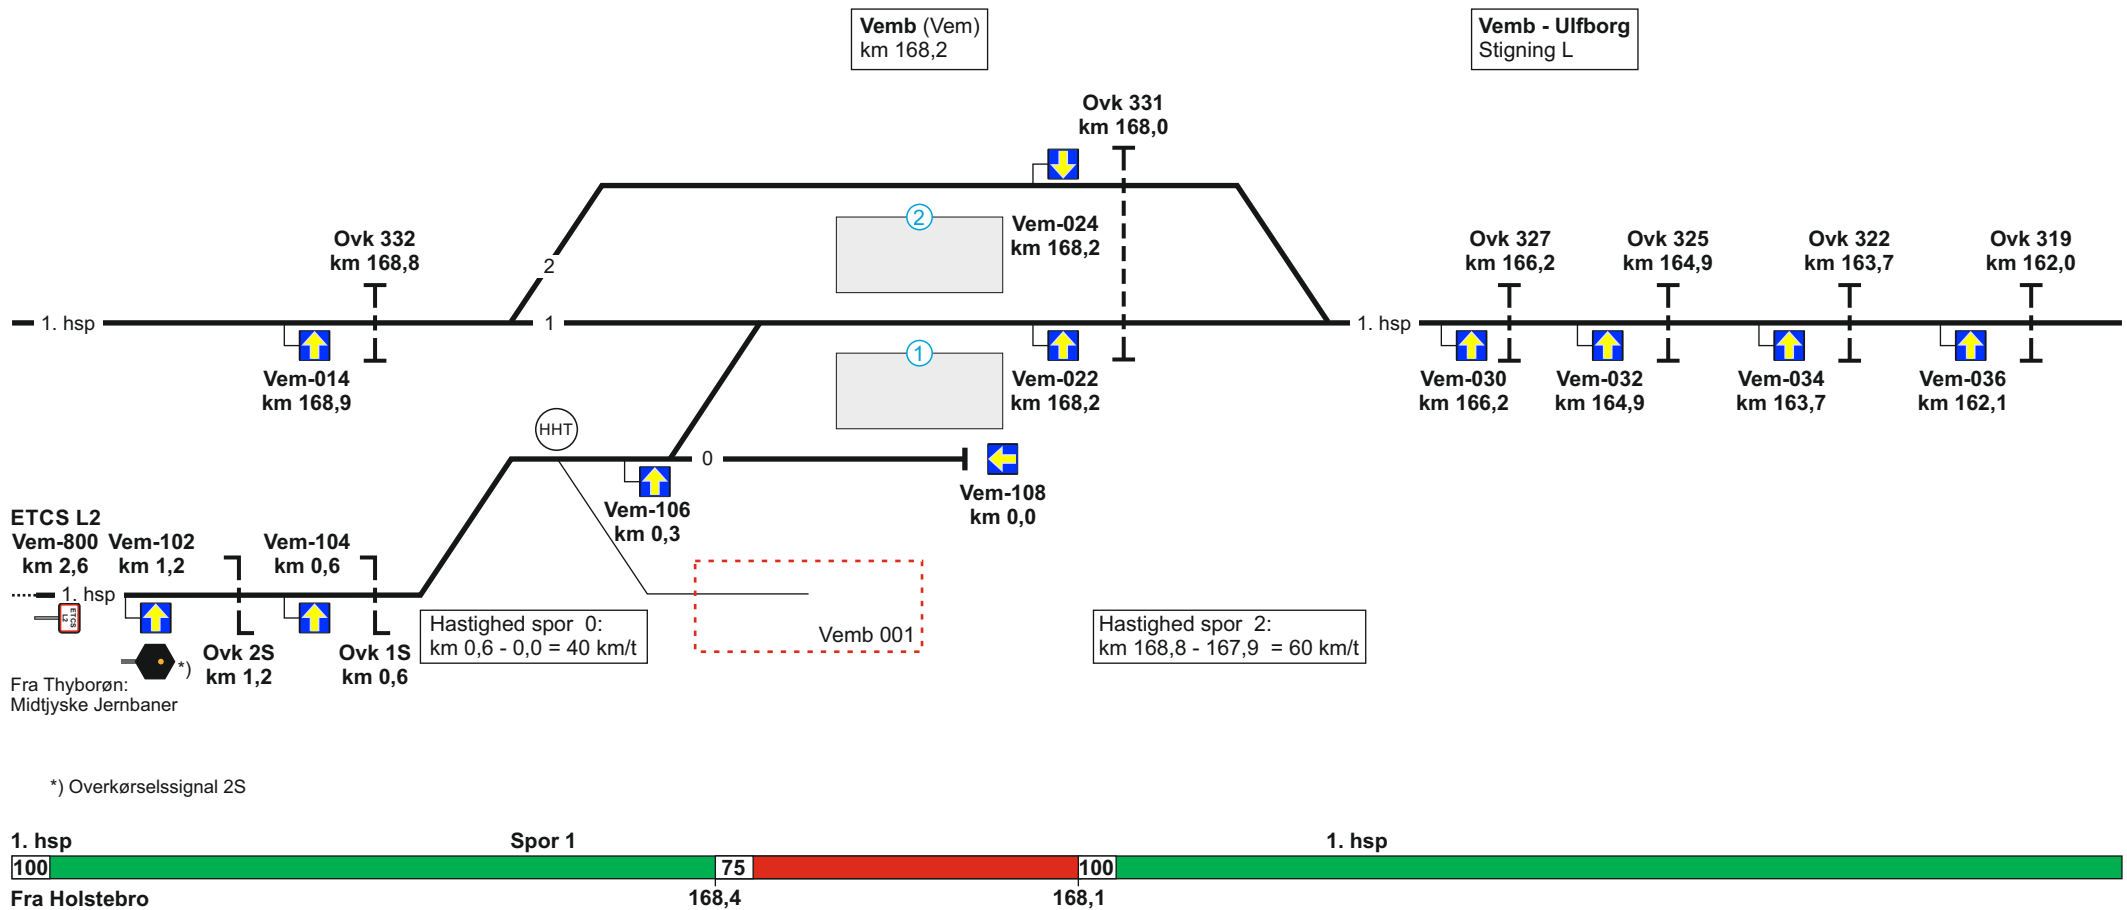 Vemb (Vem)
km 168,2
Vemb - Ulfborg
Stigning L
Ovk 331
km 168,0
2
Vem-024
km 168,2
Ovk 332
km 168,8
2
Ovk 327
km 166,2
Ovk 325
km 164,9
Ovk 322
km 163,7
Ovk 319
km 162,0
1. hsp
1
1. hsp
1
Vem-014
km 168,9
Vem-022
km 168,2
Vem-030
km 166,2
Vem-032
km 164,9
Vem-034
km 163,7
Vem-036
km 162,1
HHT
0
Vem-106
km 0,3
Vem-108
km 0,0
ETCS L2
Vem-800
km 2,6
Vem-102
km 1,2
Vem-104
km 0,6
1. hsp
ETCS
L2
*)
Ovk 2S
km 1,2
Ovk 1S
km 0,6
Hastighed spor 0:
km 0,6 - 0,0 = 40 km/t
Vemb 001
Hastighed spor 2:
km 168,8 - 167,9 = 60 km/t
Fra Thyborøn:
Midtjyske Jernbaner
*) Overkørselssignal 2S
1. hsp
Spor 1
1. hsp
100
75
100
Fra Holstebro
168,4
168,1